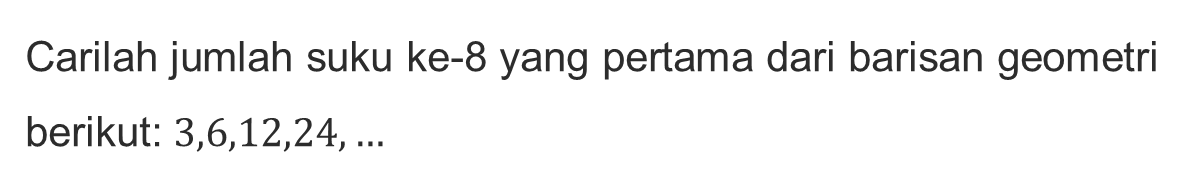 Carilah jumlah suku ke-8 yang pertama dari barisan geometri
berikut: 3,6,12,24, ...